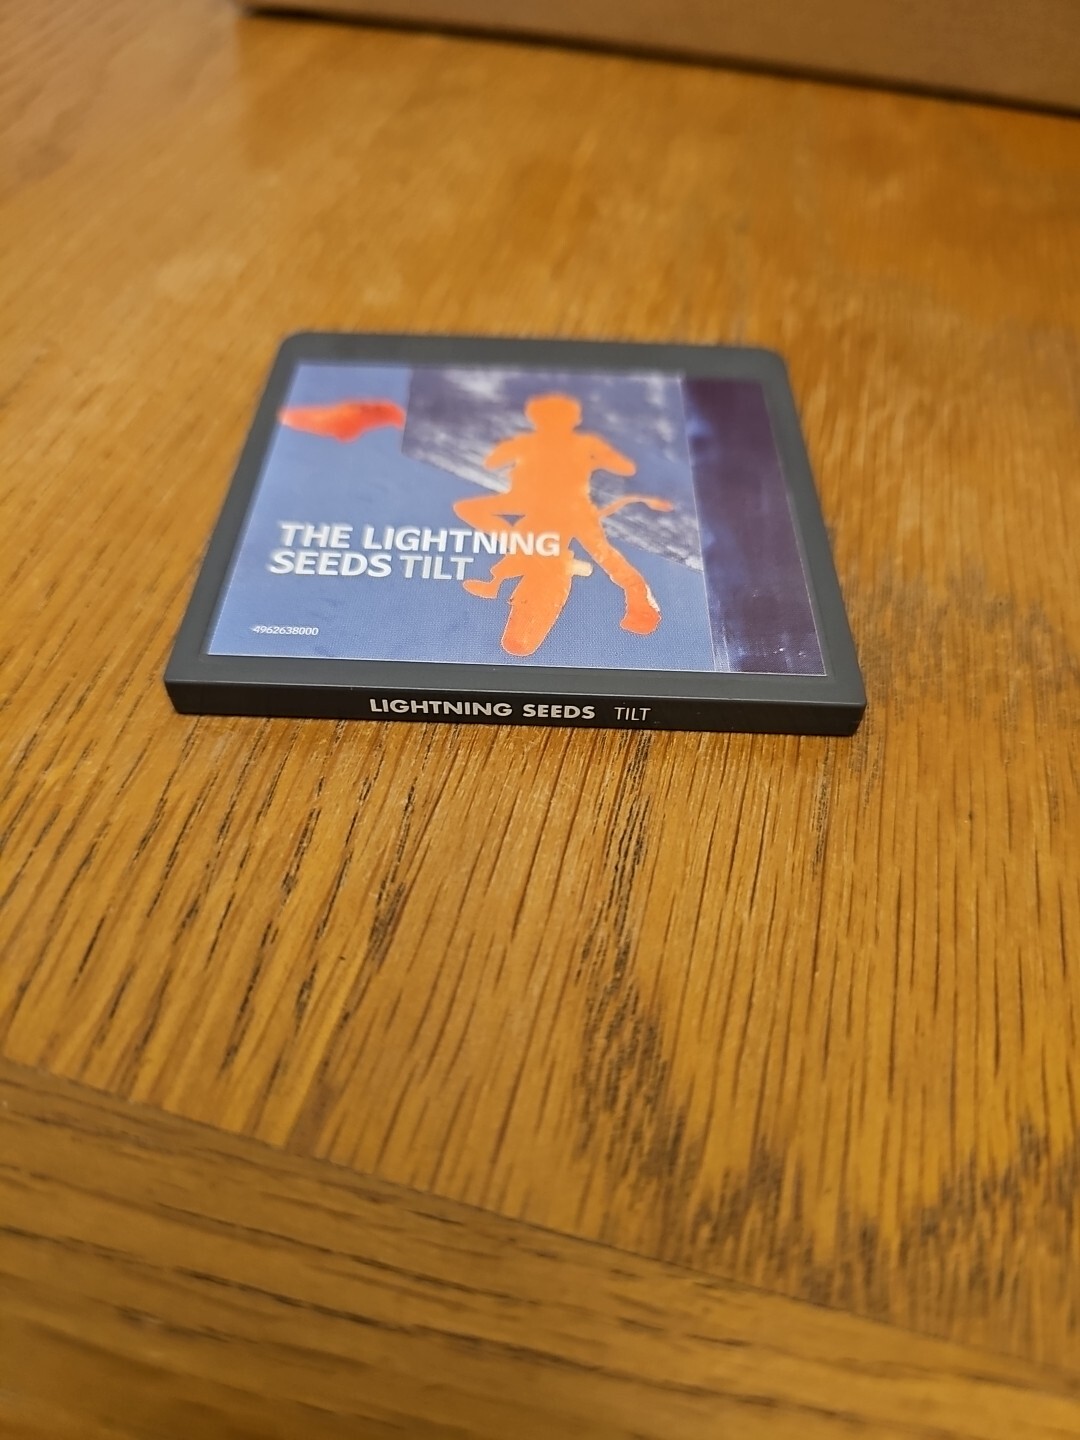 THE LIGHTNING
SEEDS TILT
4962638000
LIGHTNING SEEDS TILT